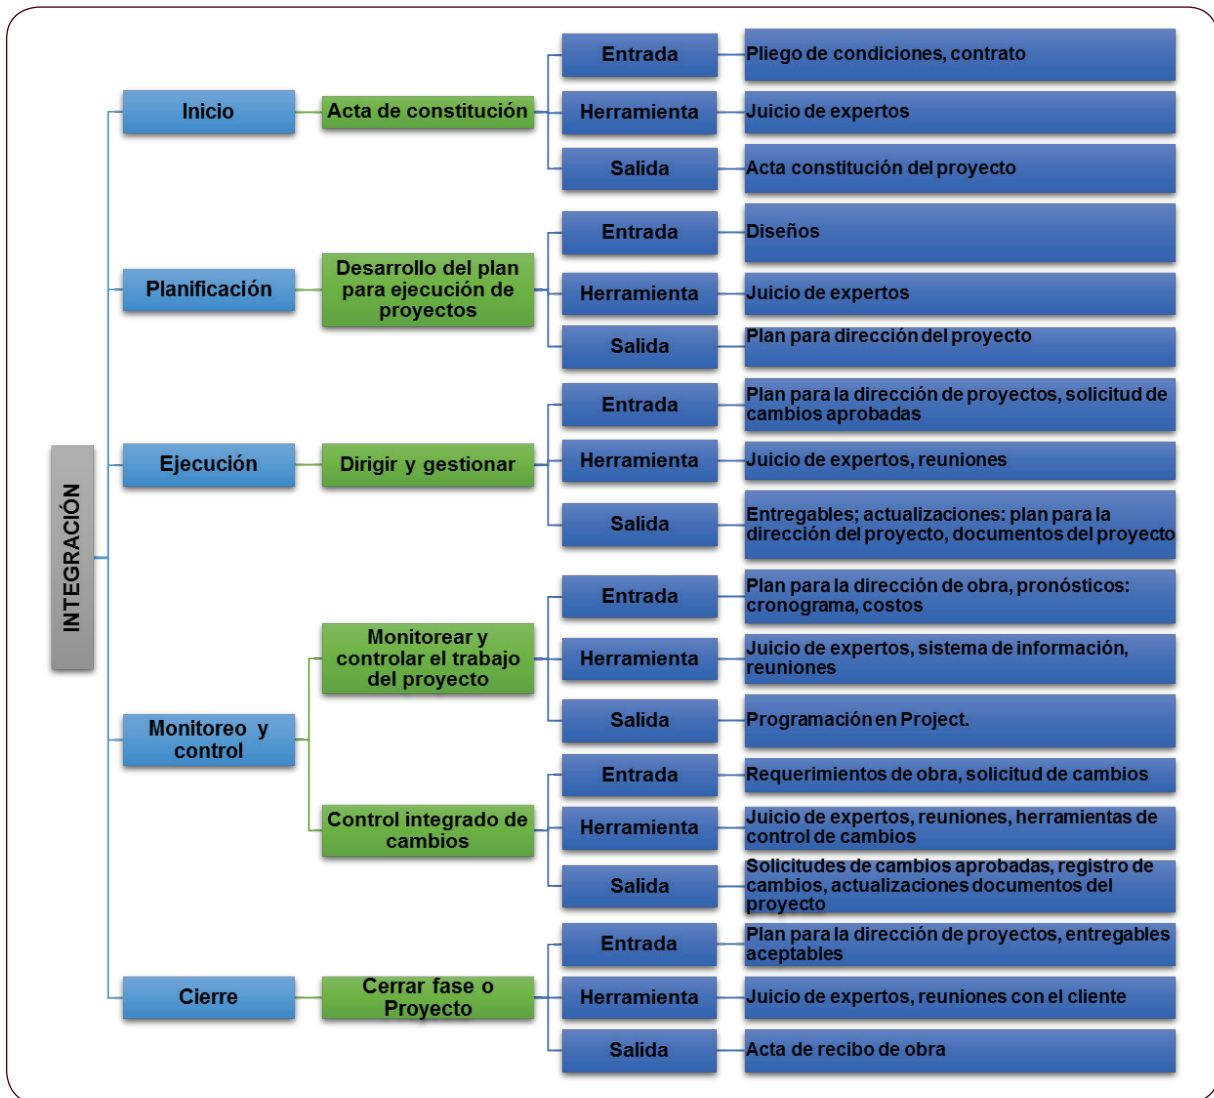 INTEGRACIÓN
Inicio
Acta de constitución
Entrada
Pliego de condiciones, contrato
Herramienta
Juicio de expertos
Salida
Acta constitución del proyecto
Planificación
Desarrollo del plan
para ejecución de
proyectos
Entrada
Diseños
Herramienta
Juicio de expertos
Salida
Plan para dirección del proyecto
Ejecución
Dirigir y gestionar
Entrada
Plan para la dirección de proyectos, solicitud de
cambios aprobadas
Herramienta
Juicio de expertos, reuniones
Salida
Entregables; actualizaciones: plan para la
dirección del proyecto, documentos del proyecto
Monitoreo y
control
Monitorear y
controlar el trabajo
del proyecto
Entrada
Plan para la dirección de obra, pronósticos:
cronograma, costos
Herramienta
Juicio de expertos, sistema de información,
reuniones
Salida
Programación en Project.
Control integrado de
cambios
Entrada
Requerimientos de obra, solicitud de cambios
Herramienta
Juicio de expertos, reuniones, herramientas de
control de cambios
Salida
Solicitudes de cambios aprobadas, registro de
cambios, actualizaciones documentos del
proyecto
Cierre
Cerrar fase o
Proyecto
Entrada
Plan para la dirección de proyectos, entregables
aceptables
Herramienta
Juicio de expertos, reuniones con el cliente
Salida
Acta de recibo de obra